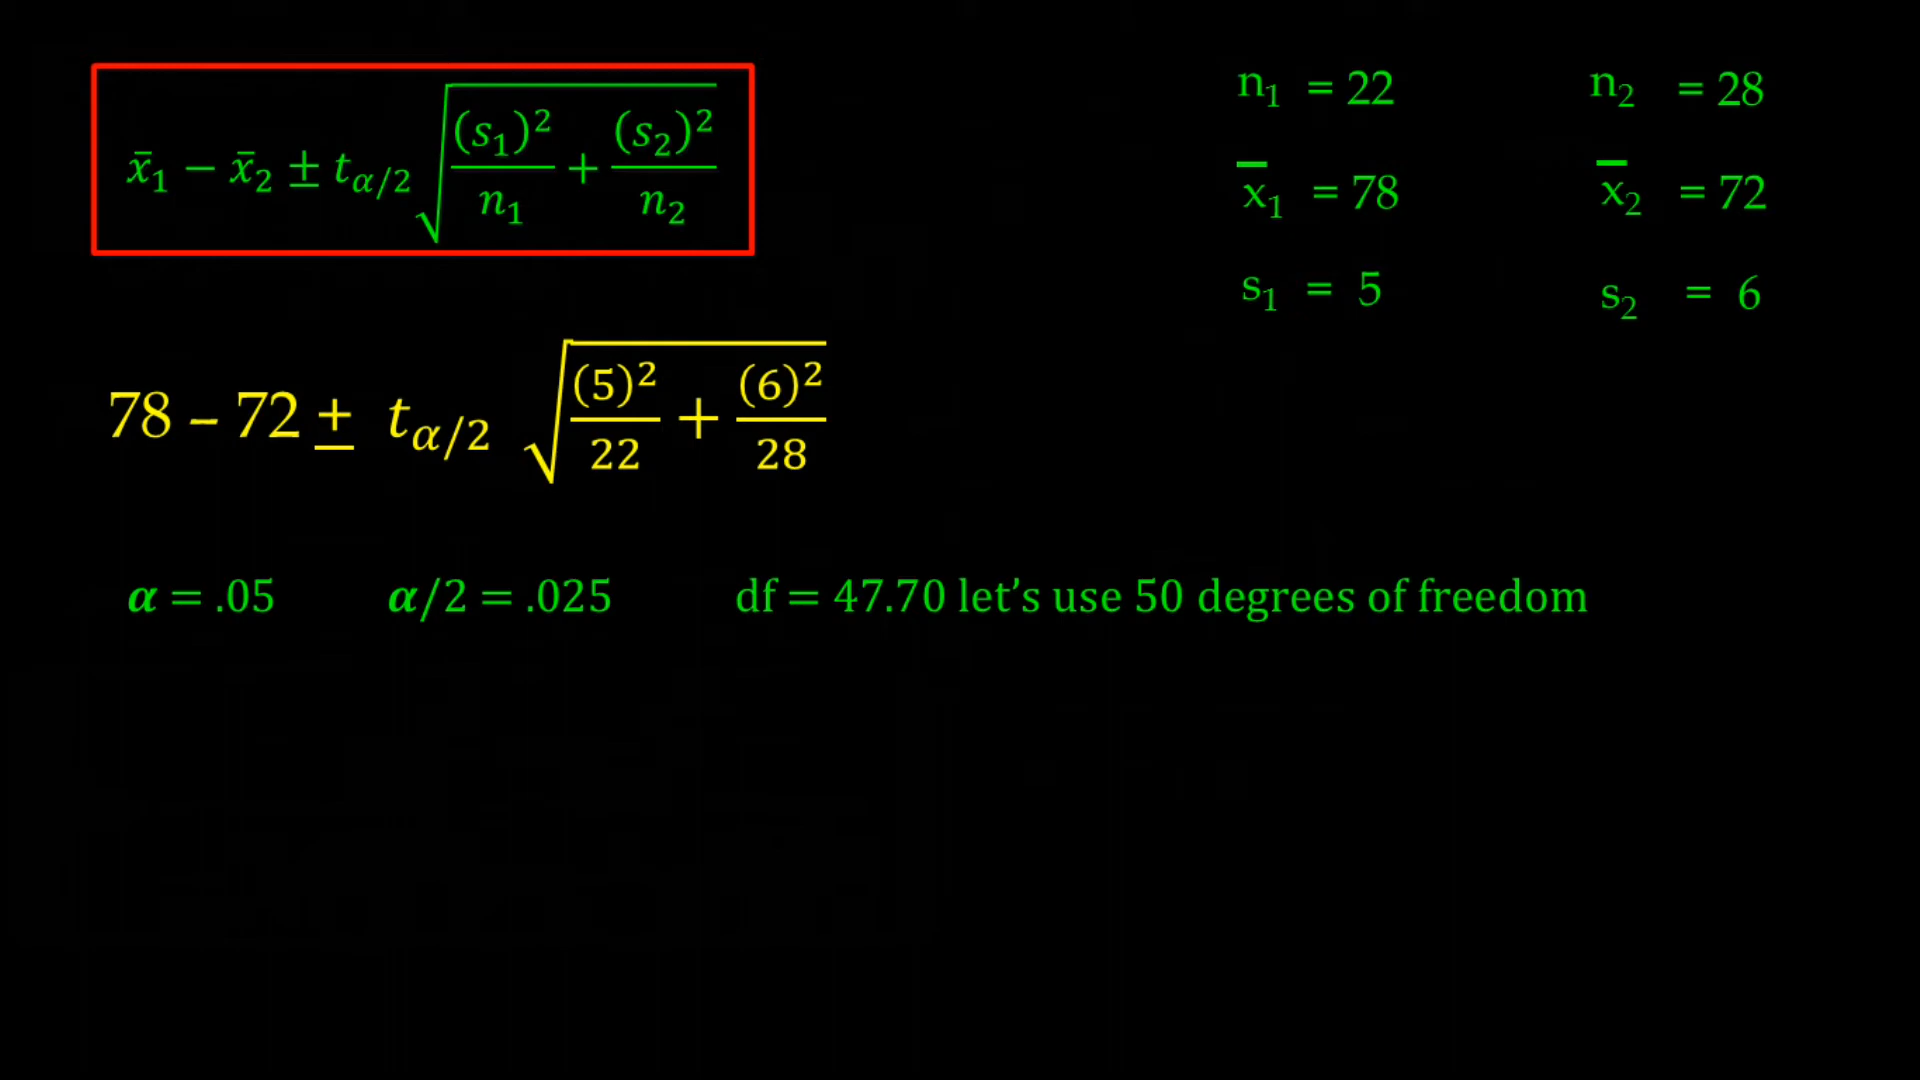 x̄₁ − x̄₂ ± t_α/2 √((s₁)²/n₁ + (s₂)²/n₂)
n₁ = 22 n₂ = 28
x̄₁ = 78 x̄₂ = 72
s₁ = 5 s₂ = 6
78 – 72 ± t_α/2 √((5)²/22 + (6)²/28)
α = .05 α/2 = .025 df = 47.70 let’s use 50 degrees of freedom